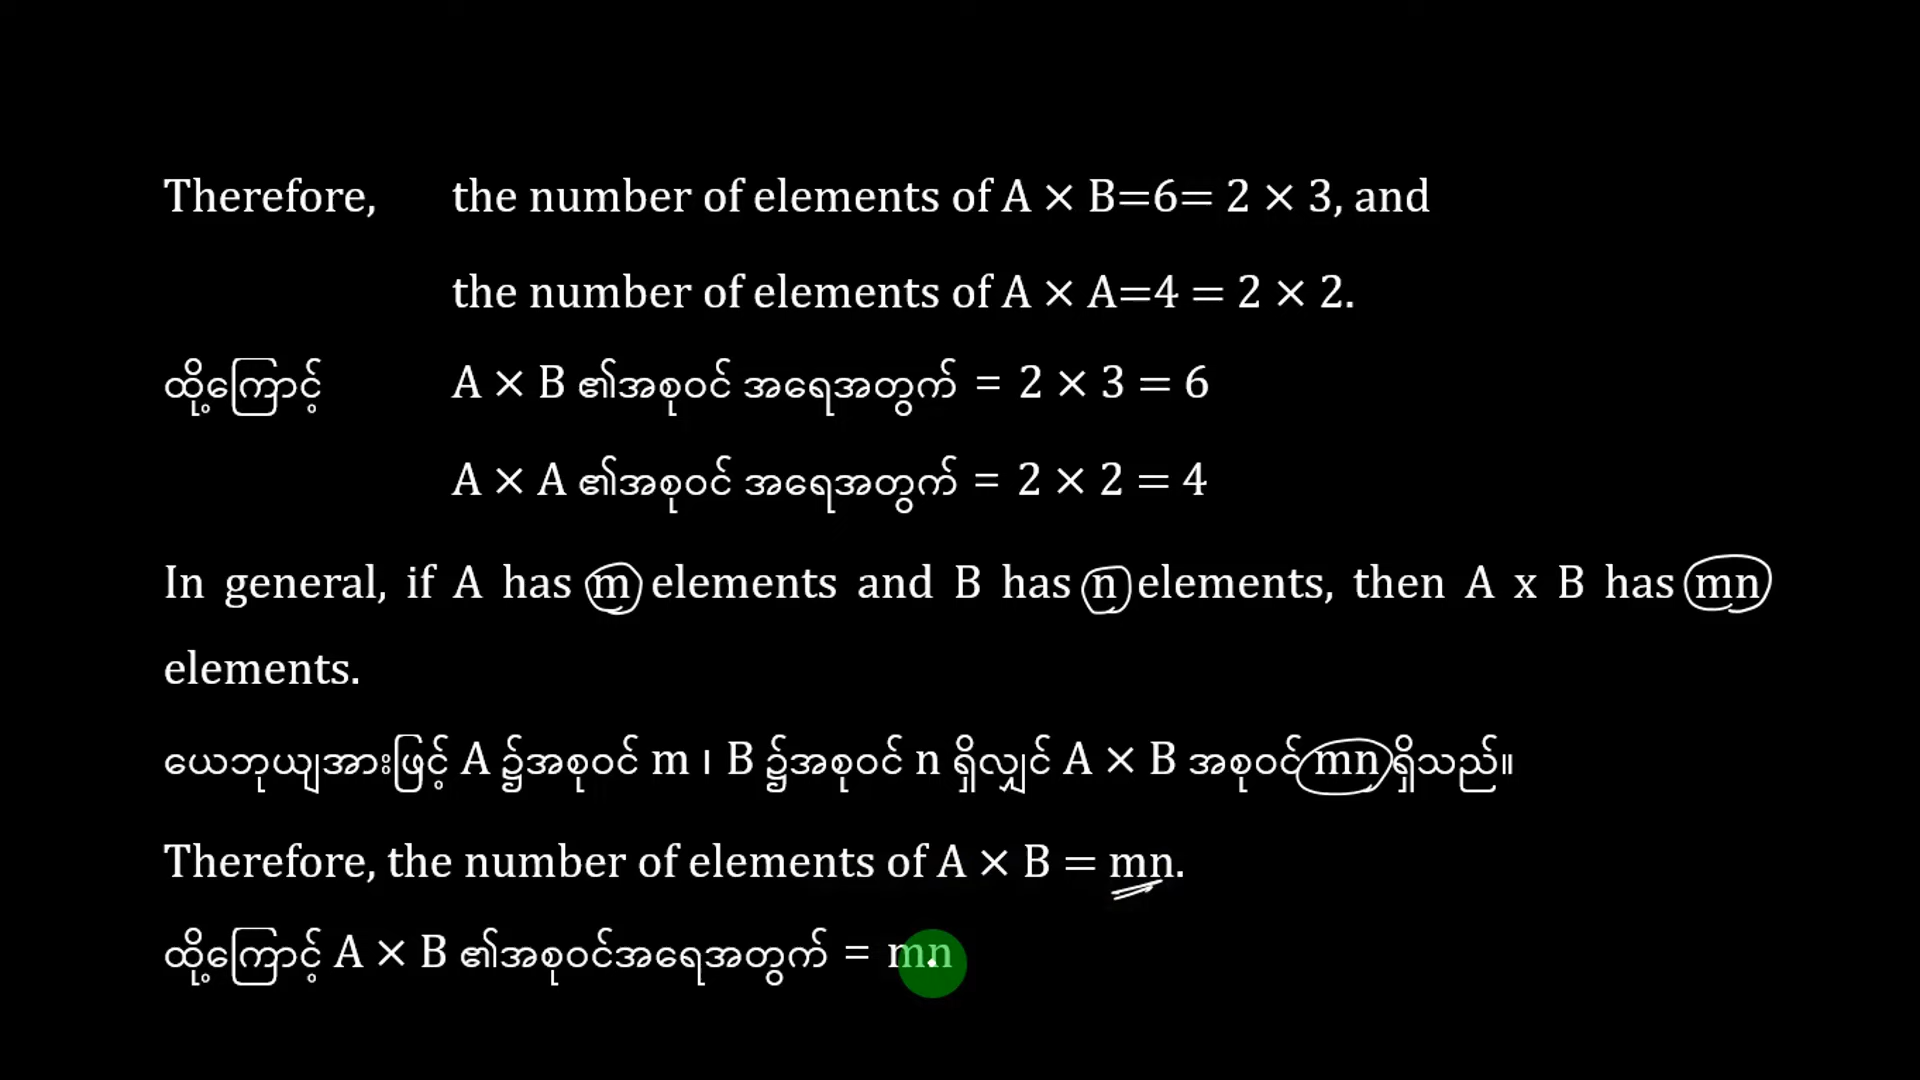 Therefore, the number of elements of A × B=6= 2 × 3, and
the number of elements of A × A=4 = 2 × 2.
ထို့ကြောင့် A × B ၏အစုဝင် အရေအတွက် = 2 × 3 = 6
A × A ၏အစုဝင် အရေအတွက် = 2 × 2 = 4
In general, if A has m elements and B has n elements, then A x B has mn
elements.
ယေဘုယျအားဖြင့် A ၌အစုဝင် m ၊ B ၌အစုဝင် n ရှိလျှင် A × B အစုဝင် mn ရှိသည်။
Therefore, the number of elements of A × B = mn.
ထို့ကြောင့် A × B ၏အစုဝင်အရေအတွက် = mn